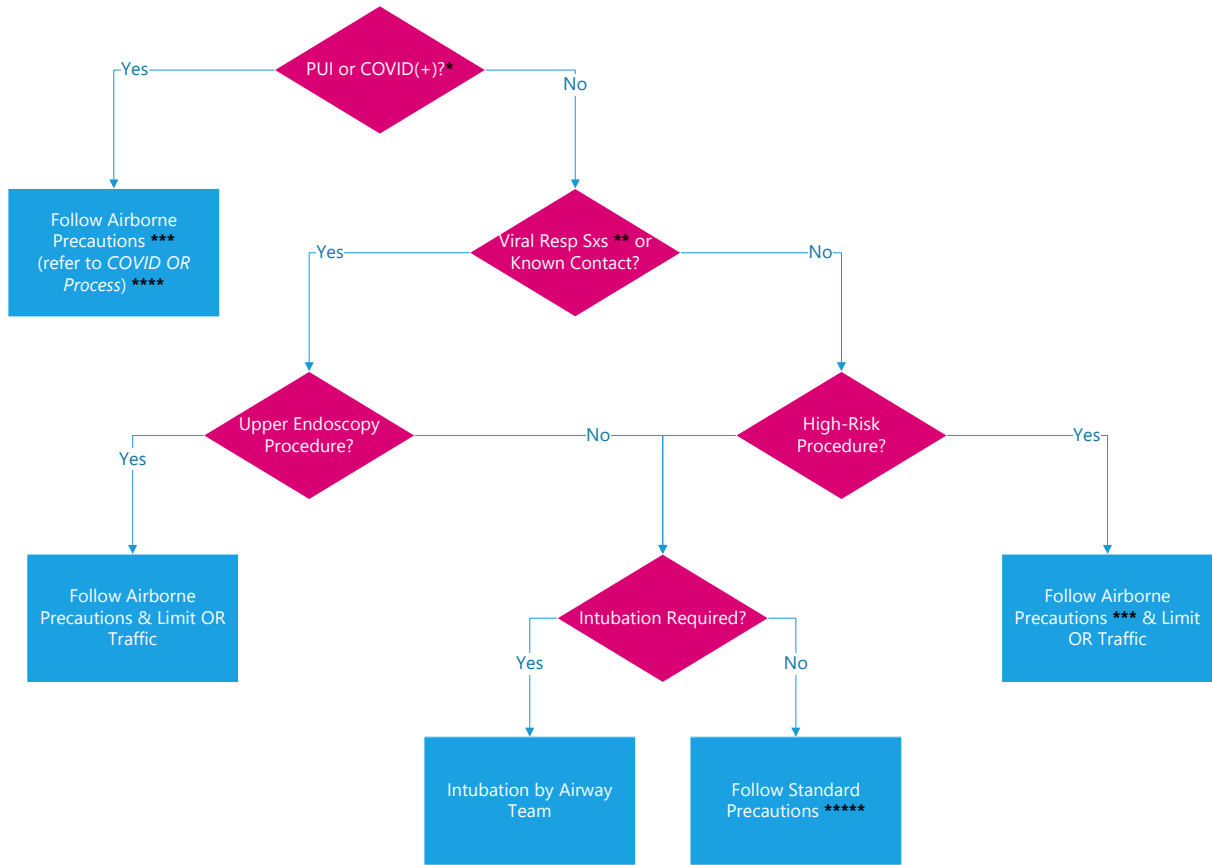 PUI or COVID(+)?*
Yes
No
Follow Airborne
Precautions ***
(refer to COVID OR
Process) ****
Viral Resp Sxs ** or
Known Contact?
Yes
No
Upper Endoscopy
Procedure?
No
High-Risk
Procedure?
Yes
Yes
Follow Airborne
Precautions & Limit OR
Traffic
Intubation Required?
Follow Airborne
Precautions *** & Limit
OR Traffic
Yes
No
Intubation by Airway
Team
Follow Standard
Precautions *****